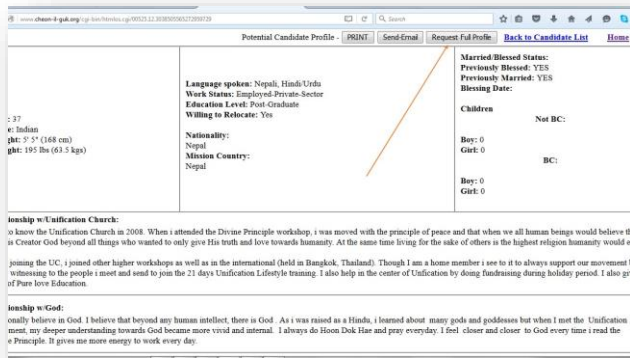 www.cheon-il-guk.org/cgi-bin/htmlos.cgi/
Search
Potential Candidate Profile - PRINT Send-Email Request Full Profile Back to Candidate List Home
Married/Blessed Status:
Previously Blessed: YES
Previously Married: YES
Blessing Date:
Children
Not BC:
Boy: 0
Girl: 0
BC:
Boy: 0
Girl: 0
Language spoken: Nepali, Hindi/Urdu
Work Status: Employed-Private-Sector
Education Level: Post-Graduate
Willing to Relocate: Yes
Nationality:
Nepal
Mission Country:
Nepal
: 37
e: Indian
ght: 5' 5" (168 cm)
ght: 195 lbs (63.5 kgs)
ionship w/Unification Church:
to know the Unification Church in 2008. When i attended the Divine Principle workshop, i was moved with the principle of peace and that when we all human beings would believe th
is Creator God beyond all things who wanted to only give His truth and love towards humanity. At the same time living for the sake of others is the highest religion humanity would e
joining the UC, i joined other higher workshops as well as in the international (held in Bangkok, Thailand). Though I am a home member i see to it to always support our movement
witnessing to the people i meet and send to join the 21 days Unification Lifestyle training. I also help in the center of Unfication by doing fundraising during holiday period. I also gi
of Pure love Education.
ionship w/God:
onally believe in God. I believe that beyond any human intellect, there is God . As i was raised as a Hindu, i learned about many gods and goddesses but when I met the Unification
ment, my deeper understanding towards God became more vivid and internal. I always do Hoon Dok Hae and pray everyday. I feel closer and closer to God every time i read the
e Principle. It gives me more energy to work every day.